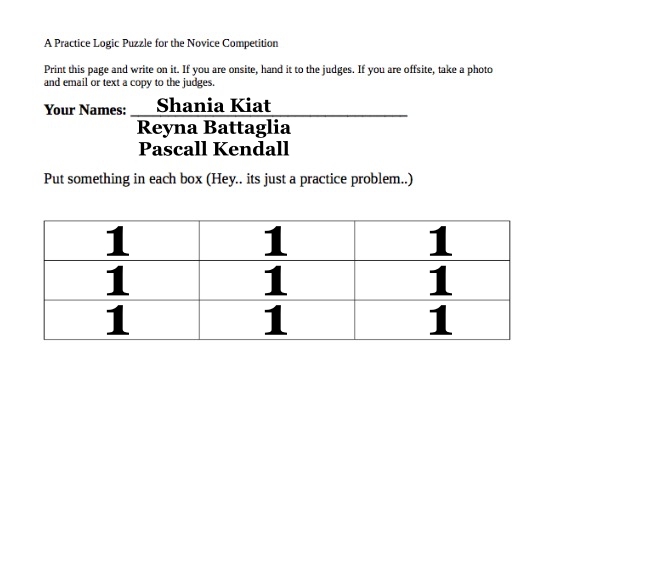 A Practice Logic Puzzle for the Novice Competition
Print this page and write on it. If you are onsite, hand it to the judges. If you are offsite, take a photo
and email or text a copy to the judges.
Your Names: Shania Kiat
Reyna Battaglia
Pascall Kendall
Put something in each box (Hey.. its just a practice problem..)
1 1 1
1 1 1
1 1 1